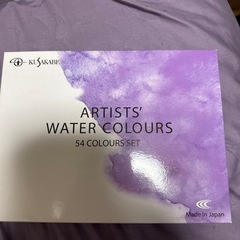 KUSAKABE
ARTISTS'
WATER COLOURS
54 COLOURS SET
Made in Japan